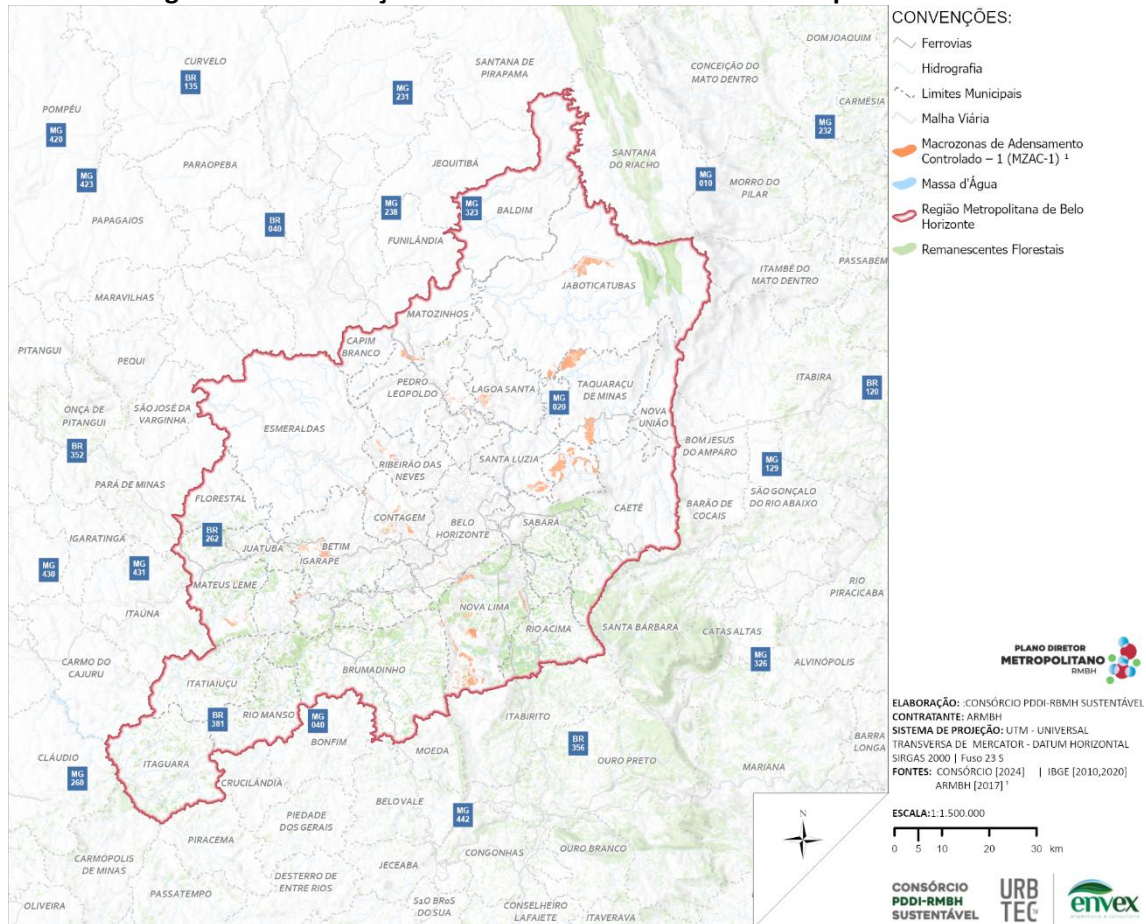 CURVELO
SANTANA DE
PIRAPAMA
DOM JOAQUIM
CONCEIÇÃO DO
MATO DENTRO
BR
135
MG
231
POMPÉU
CARMÉSIA
MG
420
MG
232
PARAOPEBA
JEQUITIBÁ
SANTANA
DO RIACHO
MG
423
MG
010
MORRO DO
PILAR
PAPAGAIOS
BR
040
MG
238
MG
323
BALDIM
FUNILÂNDIA
PASSABÉM
ITAMBÉ DO
MATO DENTRO
JABOTICATUBAS
MARAVILHAS
MATOZINHOS
PITANGUI
CAPIM
BRANCO
PEQUI
PEDRO
LEOPOLDO
LAGOA SANTA
TAQUARAÇU
DE MINAS
ITABIRA
BR
120
MG
020
ONÇA DE
PITANGUI
SÃO JOSÉ DA
VARGINHA
ESMERALDAS
NOVA
UNIÃO
BOM JESUS
DO AMPARO
BR
352
SANTA LUZIA
RIBEIRÃO DAS
NEVES
MG
129
PARÁ DE MINAS
FLORESTAL
SÃO GONÇALO
DO RIO ABAIXO
BARÃO DE
COCAIS
CAETÉ
CONTAGEM
BELO
HORIZONTE
SABARÁ
IGARATINGA
BR
262
JUATUBA
BETIM
IGARAPÉ
MG
430
MG
431
MATEUS LEME
RIO
PIRACICABA
ITAÚNA
NOVA LIMA
RIO ACIMA
SANTA BÁRBARA
CATAS ALTAS
CARMO DO
CAJURU
BRUMADINHO
MG
326
ALVINÓPOLIS
ITATIAIUÇU
BR
381
RIO MANSO
MG
040
BONFIM
ITABIRITO
CLÁUDIO
MOEDA
BR
356
OURO PRETO
BARRA
LONGA
MG
260
ITAGUARA
CRUCILÂNDIA
MARIANA
BELO VALE
PIEDADE
DOS GERAIS
MG
442
PIRACEMA
CONGONHAS
OURO BRANCO
CARMÓPOLIS
DE MINAS
JECEABA
DESTERRO DE
ENTRE RIOS
PASSATEMPO
OLIVEIRA
CONSELHEIRO
LAFAIETE
ITAVERAVA
N
CONVENÇÕES:
Ferrovias
Hidrografia
Limites Municipais
Malha Viária
Macrozonas de Adensamento
Controlado – 1 (MZAC-1) ¹
Massa d'Água
Região Metropolitana de Belo
Horizonte
Remanescentes Florestais
PLANO DIRETOR
METROPOLITANO
RMBH
ELABORAÇÃO: :CONSÓRCIO PDDI-RBMH SUSTENTÁVEL
CONTRATANTE: ARMBH
SISTEMA DE PROJEÇÃO: UTM - UNIVERSAL
TRANSVERSA DE MERCATOR - DATUM HORIZONTAL
SIRGAS 2000 | Fuso 23 S
FONTES: CONSÓRCIO [2024] | IBGE [2010,2020]
ARMBH [2017] ¹
ESCALA:1:1.500.000
0 5 10 20 30 km
CONSÓRCIO
PDDI-RMBH
SUSTENTÁVEL
URB
TEC
envex